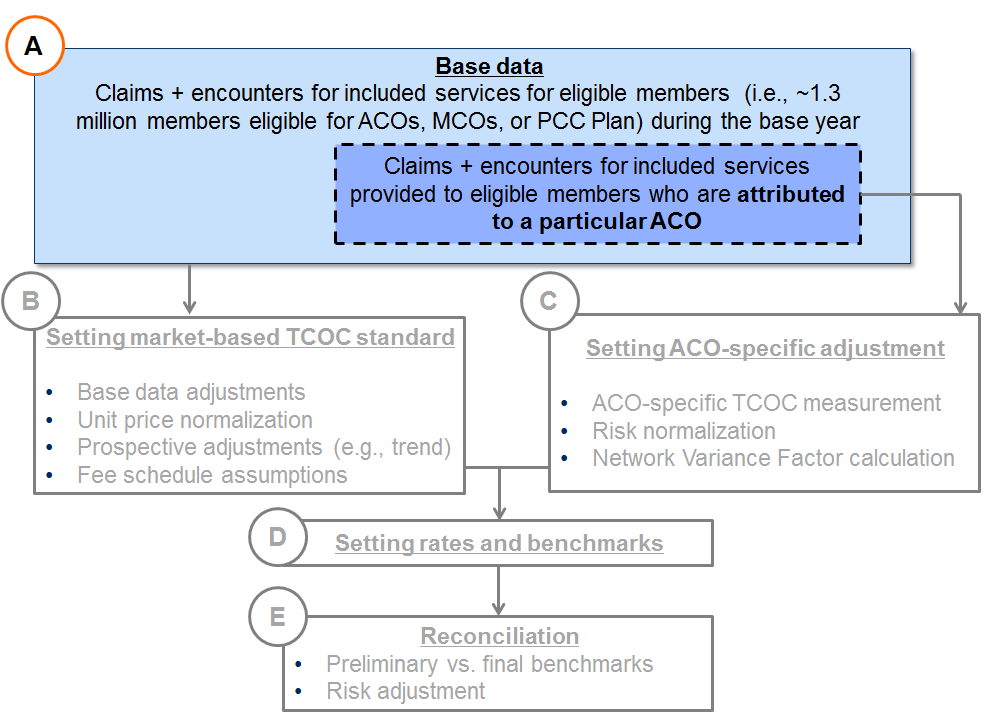 A
Base data
Claims + encounters for included services for eligible members (i.e., ~1.3
million members eligible for ACOs, MCOs, or PCC Plan) during the base year
Claims + encounters for included services
provided to eligible members who are attributed
to a particular ACO
B
Setting market-based TCOC standard
• Base data adjustments
• Unit price normalization
• Prospective adjustments (e.g., trend)
• Fee schedule assumptions
C
Setting ACO-specific adjustment
• ACO-specific TCOC measurement
• Risk normalization
• Network Variance Factor calculation
D
Setting rates and benchmarks
E
Reconciliation
• Preliminary vs. final benchmarks
• Risk adjustment